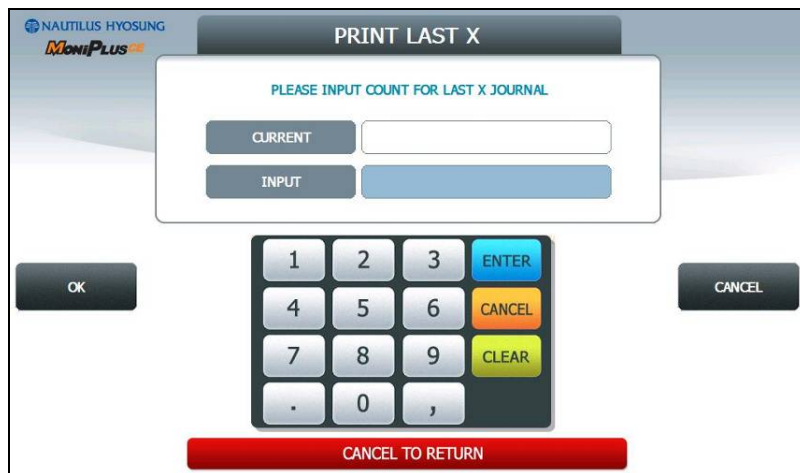 NAUTILUS HYOSUNG
MoniPlusCE
PRINT LAST X
PLEASE INPUT COUNT FOR LAST X JOURNAL
CURRENT
INPUT
1 2 3 ENTER
OK
CANCEL
4 5 6 CANCEL
7 8 9 CLEAR
. 0 ,
CANCEL TO RETURN